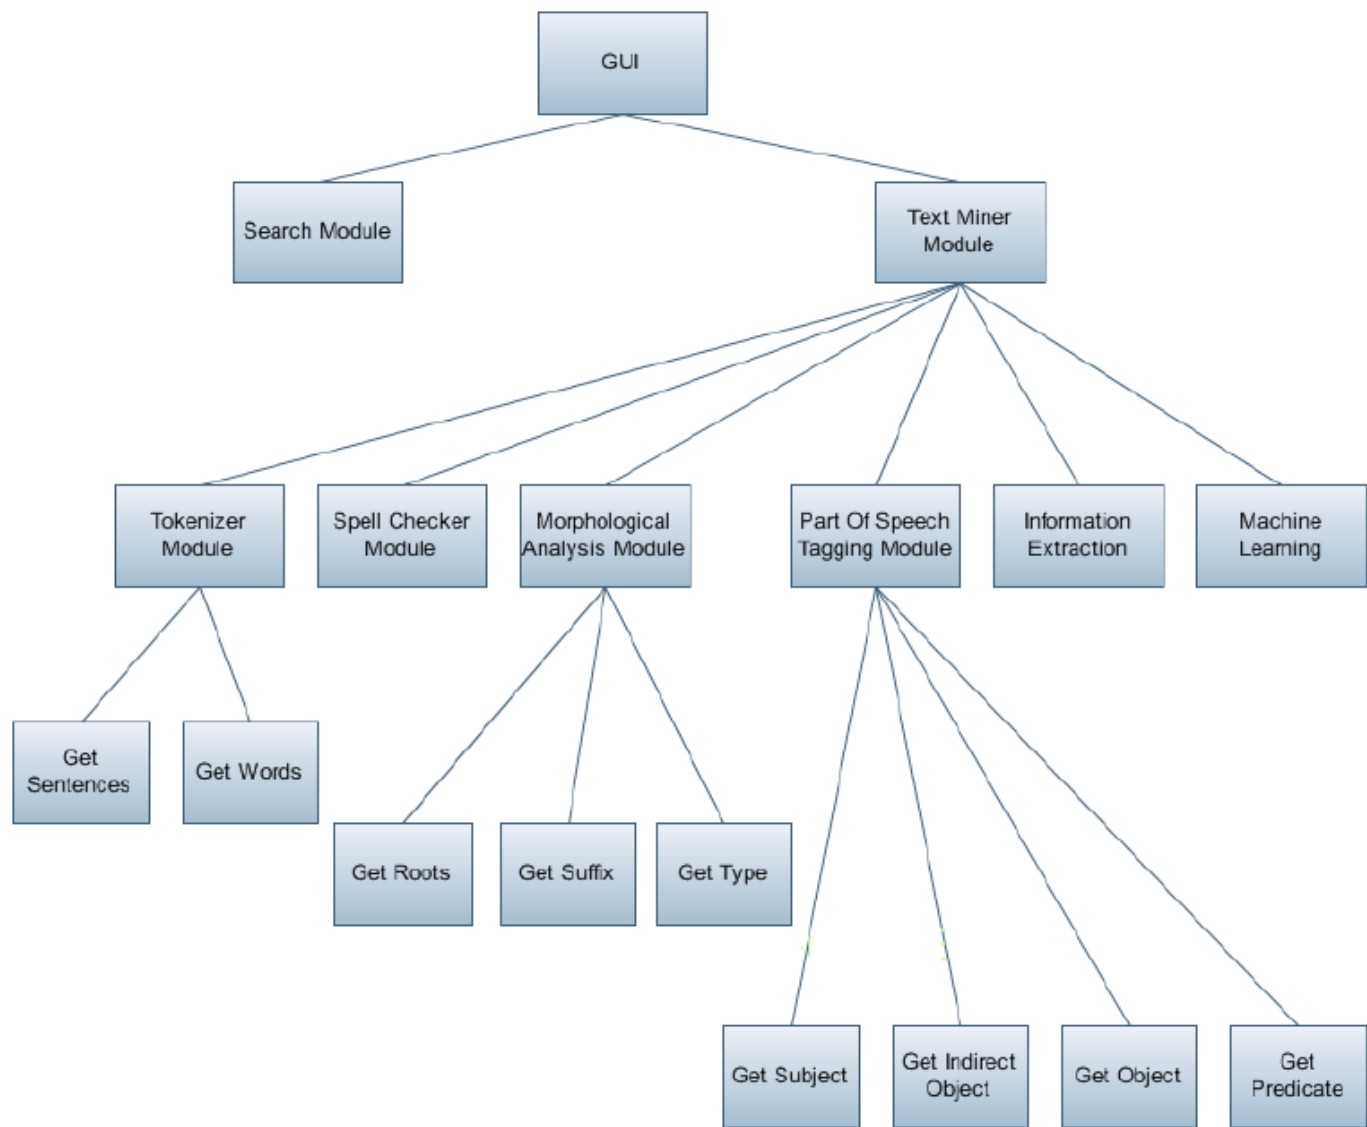 GUI
Search Module
Text Miner
Module
Tokenizer
Module
Spell Checker
Module
Morphological
Analysis Module
Part Of Speech
Tagging Module
Information
Extraction
Machine
Learning
Get
Sentences
Get Words
Get Roots
Get Suffix
Get Type
Get Subject
Get Indirect
Object
Get Object
Get
Predicate